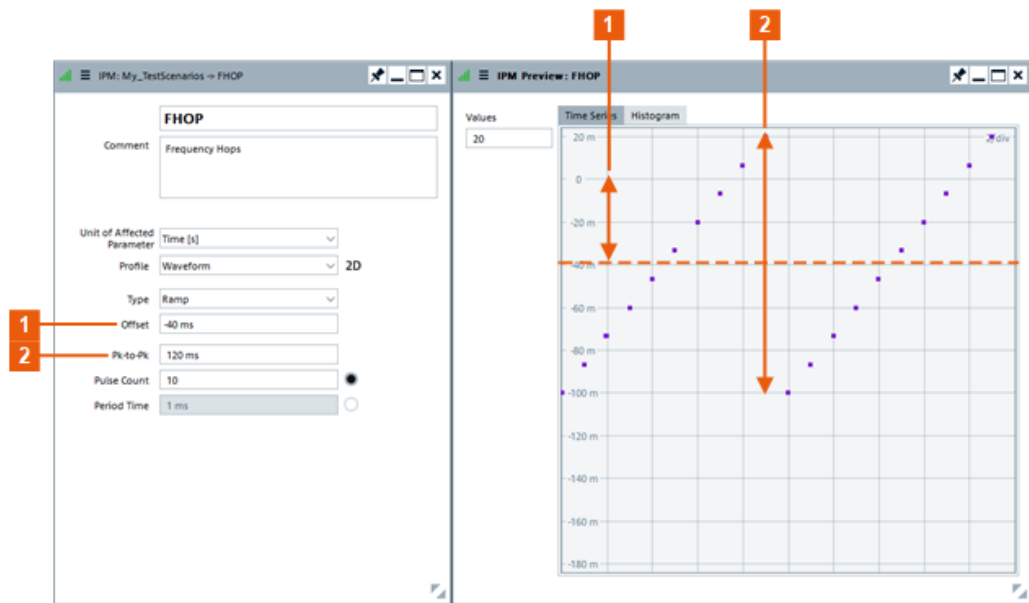 1
2
IPM: My_TestScenarios -> FHOP
FHOP
Comment
Frequency Hops
Unit of Affected
Parameter
Time [s]
Profile
Waveform
2D
Type
Ramp
1
Offset
-40 ms
2
Pk-to-Pk
120 ms
Pulse Count
10
Period Time
1 ms
IPM Preview: FHOP
Values
20
Time Series
Histogram
20 m
0
-20 m
-40 m
-60 m
-80 m
-100 m
-120 m
-140 m
-160 m
-180 m